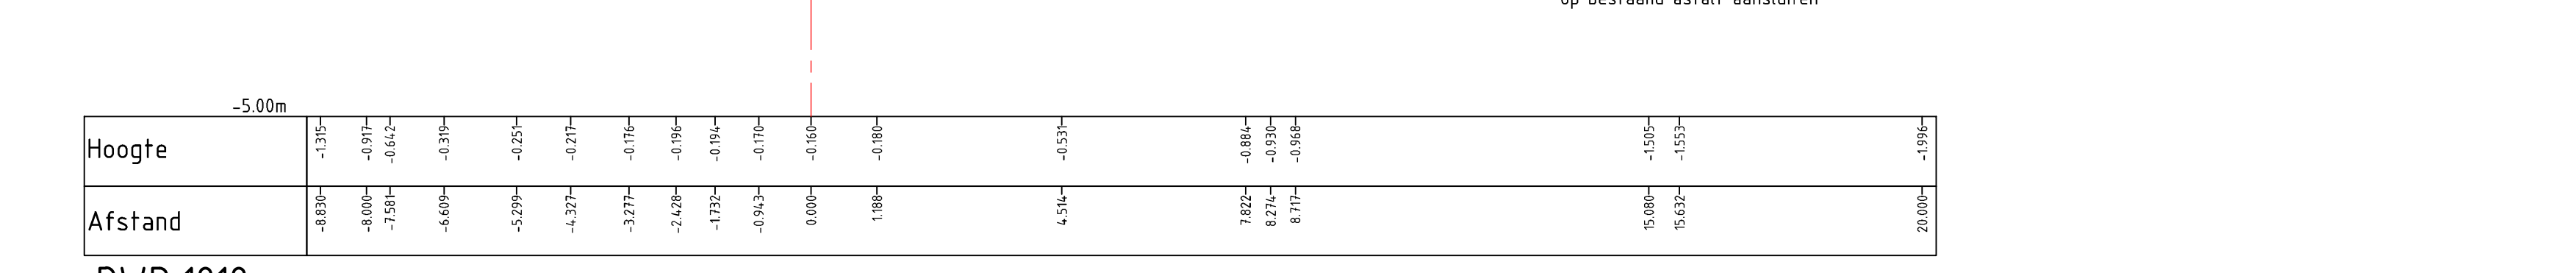 -5.00m
Hoogte -1.315 -0.917 -0.642 -0.319 -0.251 -0.217 -0.176 -0.196 -0.194 -0.170 -0.160 -0.180 -0.531 -0.884 -0.930 -0.968 -1.505 -1.553 -1.996
Afstand -8.830 -8.000 -7.581 -6.609 -5.299 -4.327 -3.277 -2.428 -1.732 -0.943 0.000 1.188 4.514 7.822 8.274 8.717 15.080 15.632 20.000